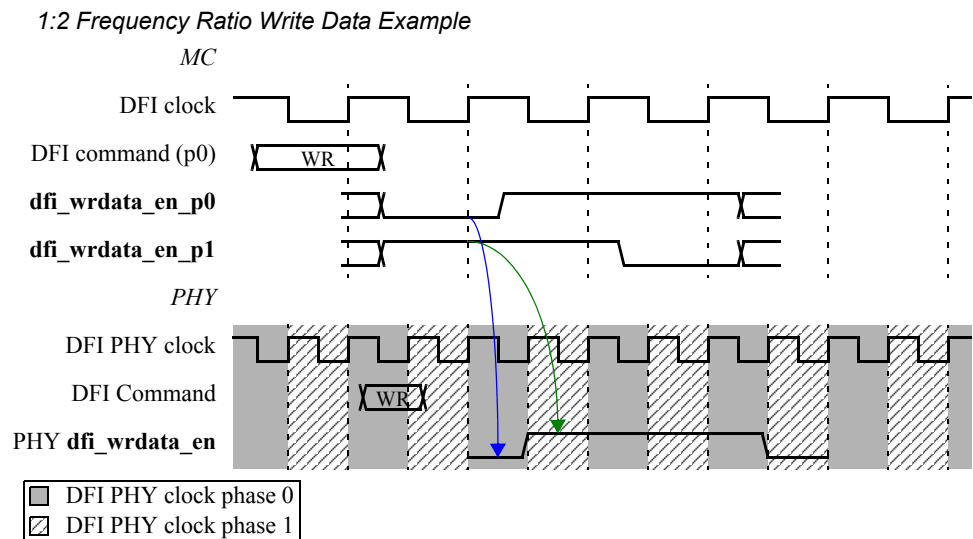 1:2 Frequency Ratio Write Data Example
MC
DFI clock
DFI command (p0)
WR
dfi_wrdata_en_p0
dfi_wrdata_en_p1
PHY
DFI PHY clock
DFI Command
WR
PHY dfi_wrdata_en
DFI PHY clock phase 0
DFI PHY clock phase 1